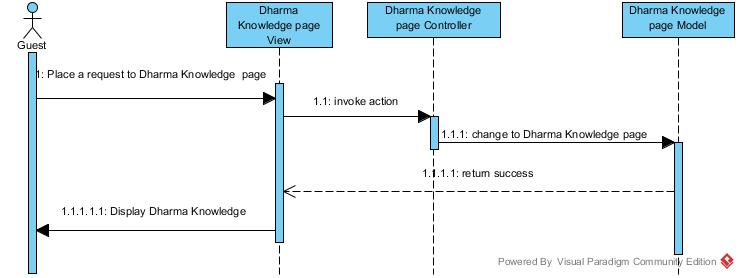 Dharma
Knowledge page
View
Dharma Knowledge
page Controller
Dharma Knowledge
page Model
Guest
1: Place a request to Dharma Knowledge page
1.1: invoke action
1.1.1: change to Dharma Knowledge page
1.1.1.1: return success
1.1.1.1.1: Display Dharma Knowledge
Powered By Visual Paradigm Community Edition